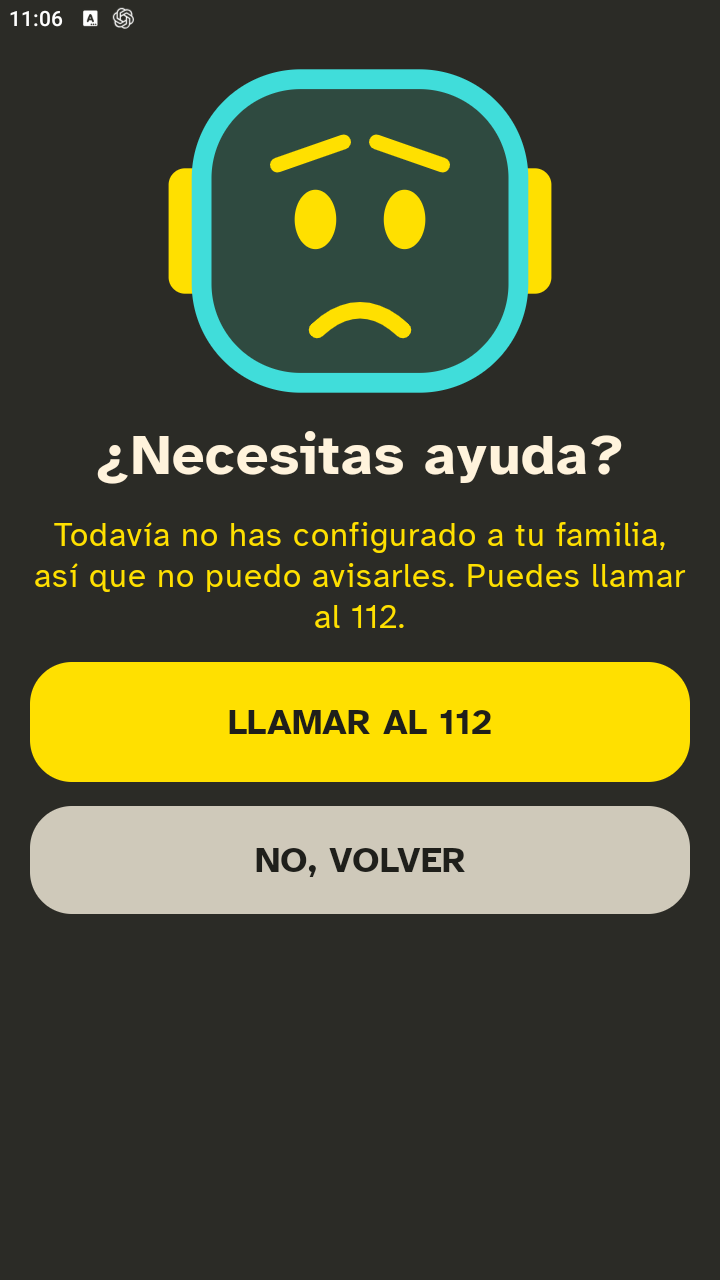 11:06
¿Necesitas ayuda?
Todavía no has configurado a tu familia,
así que no puedo avisarles. Puedes llamar
al 112.
LLAMAR AL 112
NO, VOLVER